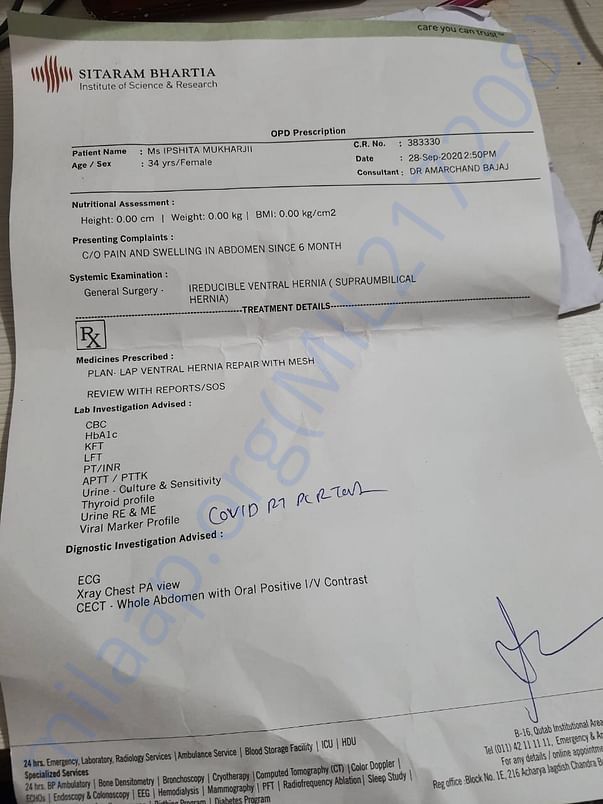 care you can trust™
SITARAM BHARTIA
Institute of Science & Research
OPD Prescription
Patient Name : Ms IPSHITA MUKHARJII
C.R. No. : 383330
Age / Sex : 34 yrs/Female
Date : 28-Sep-202012:50PM
Consultant : DR AMARCHAND BAJAJ
Nutritional Assessment :
Height: 0.00 cm | Weight: 0.00 kg | BMI: 0.00 kg/cm2
Presenting Complaints :
C/O PAIN AND SWELLING IN ABDOMEN SINCE 6 MONTH
Systemic Examination :
General Surgery - IREDUCIBLE VENTRAL HERNIA ( SUPRAUMBILICAL
HERNIA)
TREATMENT DETAILS
Rx
Medicines Prescribed :
PLAN- LAP VENTRAL HERNIA REPAIR WITH MESH
REVIEW WITH REPORTS/SOS
Lab Investigation Advised :
CBC
HbA1c
KFT
LFT
PT/INR
APTT / PTTK
Urine - Culture & Sensitivity
Thyroid profile
Urine RE & ME
Viral Marker Profile
COVID RT PCR Test
Dignostic Investigation Advised :
ECG
Xray Chest PA view
CECT - Whole Abdomen with Oral Positive I/V Contrast
24 hrs. Emergency, Laboratory, Radiology Services | Ambulance Service | Blood Storage Facility | ICU | HDU
Specialized Services
24 hrs. BP Ambulatory | Bone Densitometry | Bronchoscopy | Cryotherapy | Computed Tomography (CT) | Color Doppler |
ECHOs | Endoscopy & Colonoscopy | EEG | Hemodialysis | Mammography | PFT | Radiofrequency Ablation | Sleep Study |
Diabetes Program
B-16, Qutab Institutional Area
Tel (011) 42 11 11 11, Emergency &
For any details / online appointmen
Reg office :Block No. 1E, 216 Acharya Jagdish Chandra B
milaap.org(MIL217208)